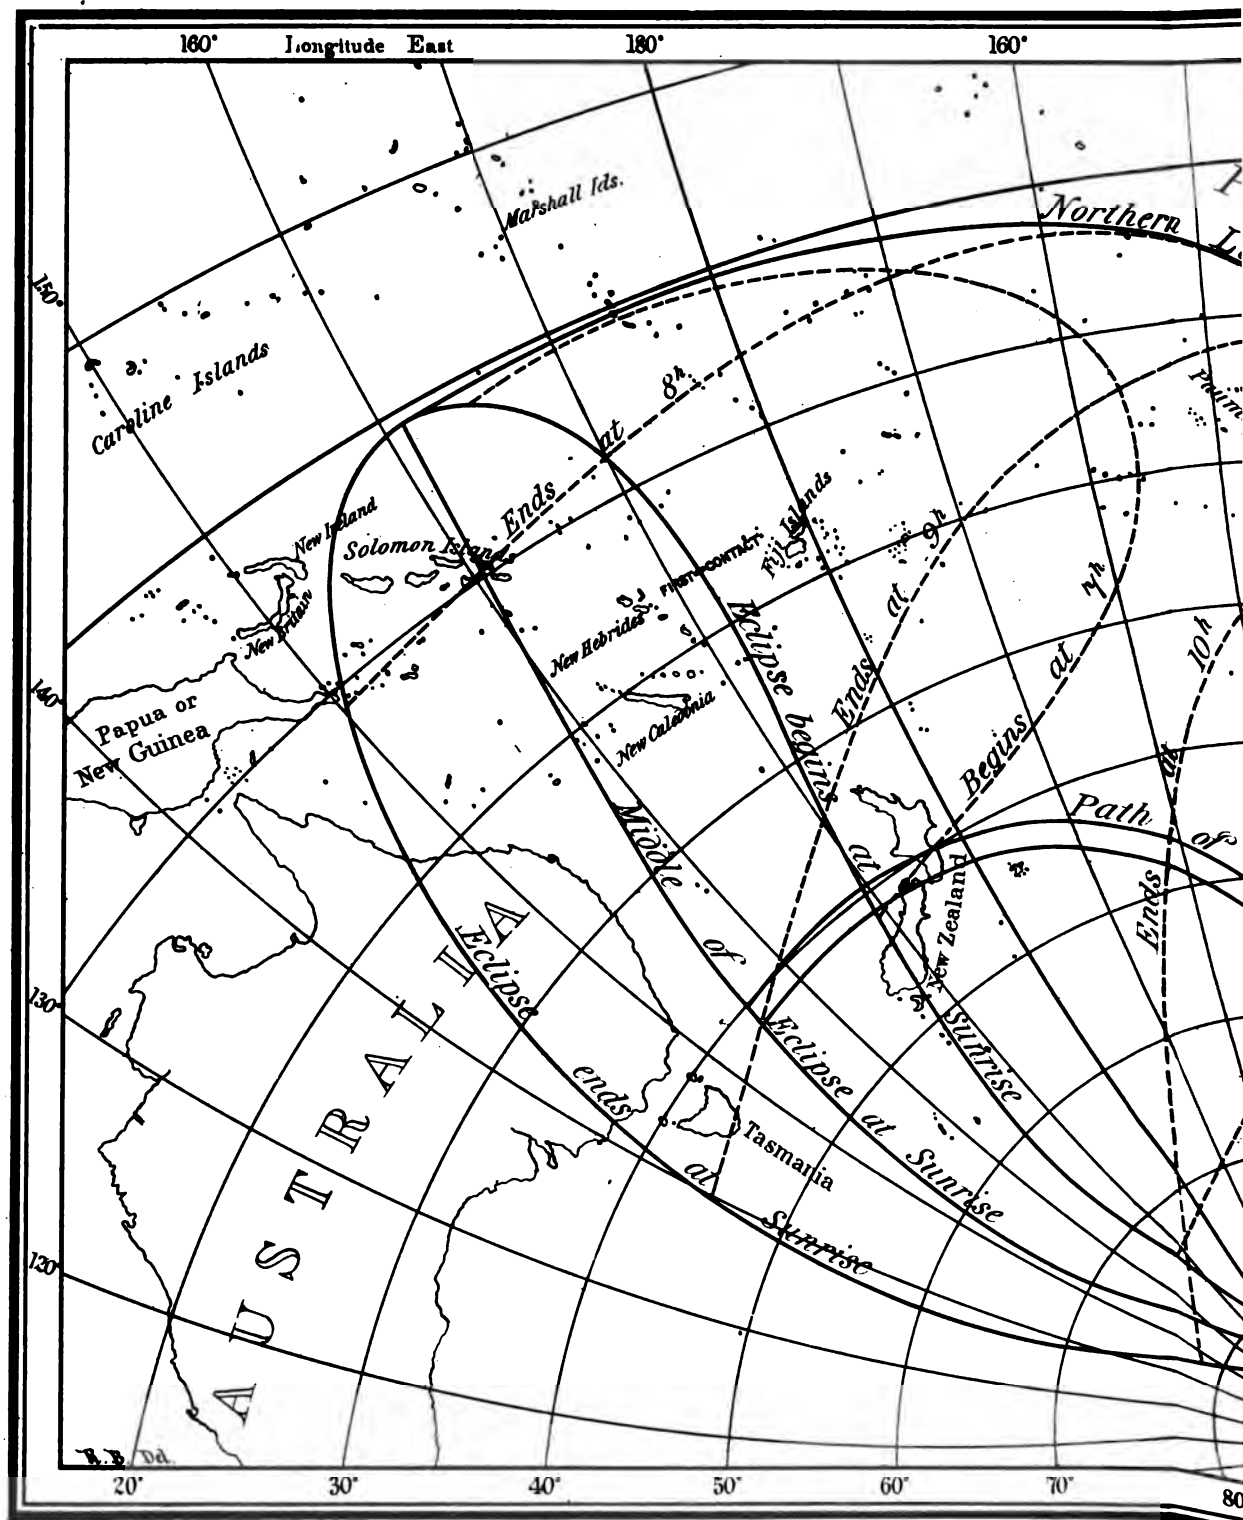 160° Longitude East 180° 160°
Marshall Ids.
Northern
150°
Caroline Islands
Ends at 8h
New Ireland
Solomon Island
New Britain
FIRST CONTACT
Fiji Islands
New Hebrides
New Caledonia
Ends at 9h
Begins at 7h
Ends at 10h
140°
Papua or
New Guinea
Eclipse begins at Sunrise
Middle of Eclipse at Sunrise
Path of
New Zealand
AUSTRALIA
Eclipse ends at Sunrise
130°
Tasmania
120°
R.B. Del.
20° 30° 40° 50° 60° 70° 80